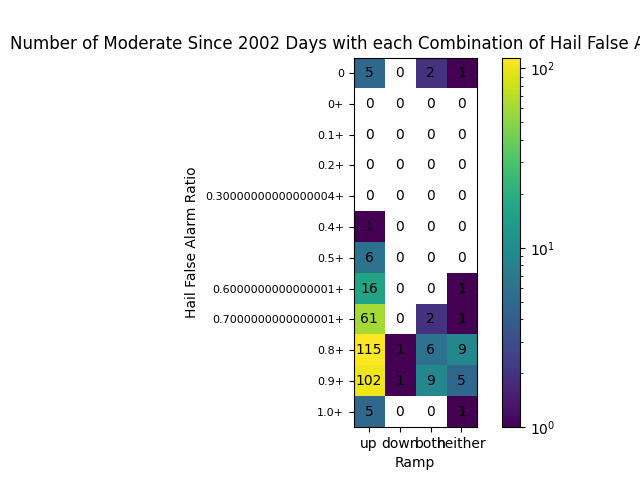 Number of Moderate Since 2002 Days with each Combination of Hail False A
Hail False Alarm Ratio
0 5 0 2 1
0+ 0 0 0 0
0.1+ 0 0 0 0
0.2+ 0 0 0 0
0.30000000000000004+ 0 0 0 0
0.4+ 1 0 0 0
0.5+ 6 0 0 0
0.6000000000000001+ 16 0 0 1
0.7000000000000001+ 61 0 2 1
0.8+ 115 1 6 9
0.9+ 102 1 9 5
1.0+ 5 0 0 1
up down both neither
Ramp
10²
10¹
10⁰